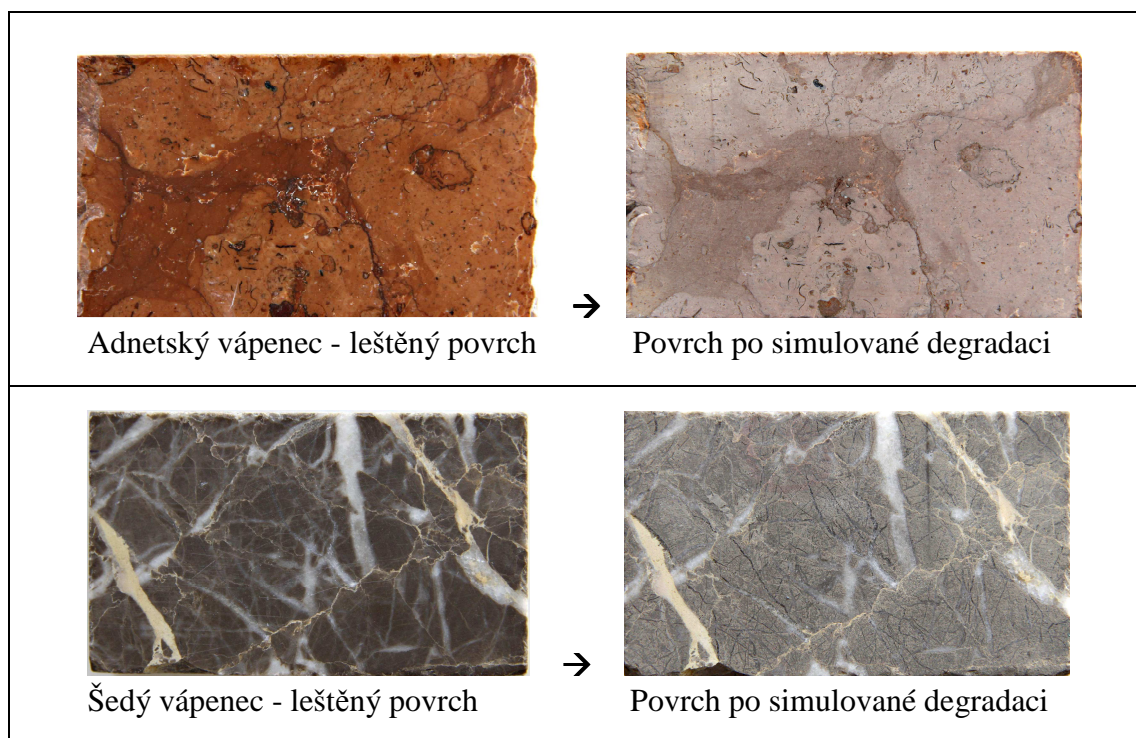 →
Adnetský vápenec - leštěný povrch Povrch po simulované degradaci
→
Šedý vápenec - leštěný povrch Povrch po simulované degradaci